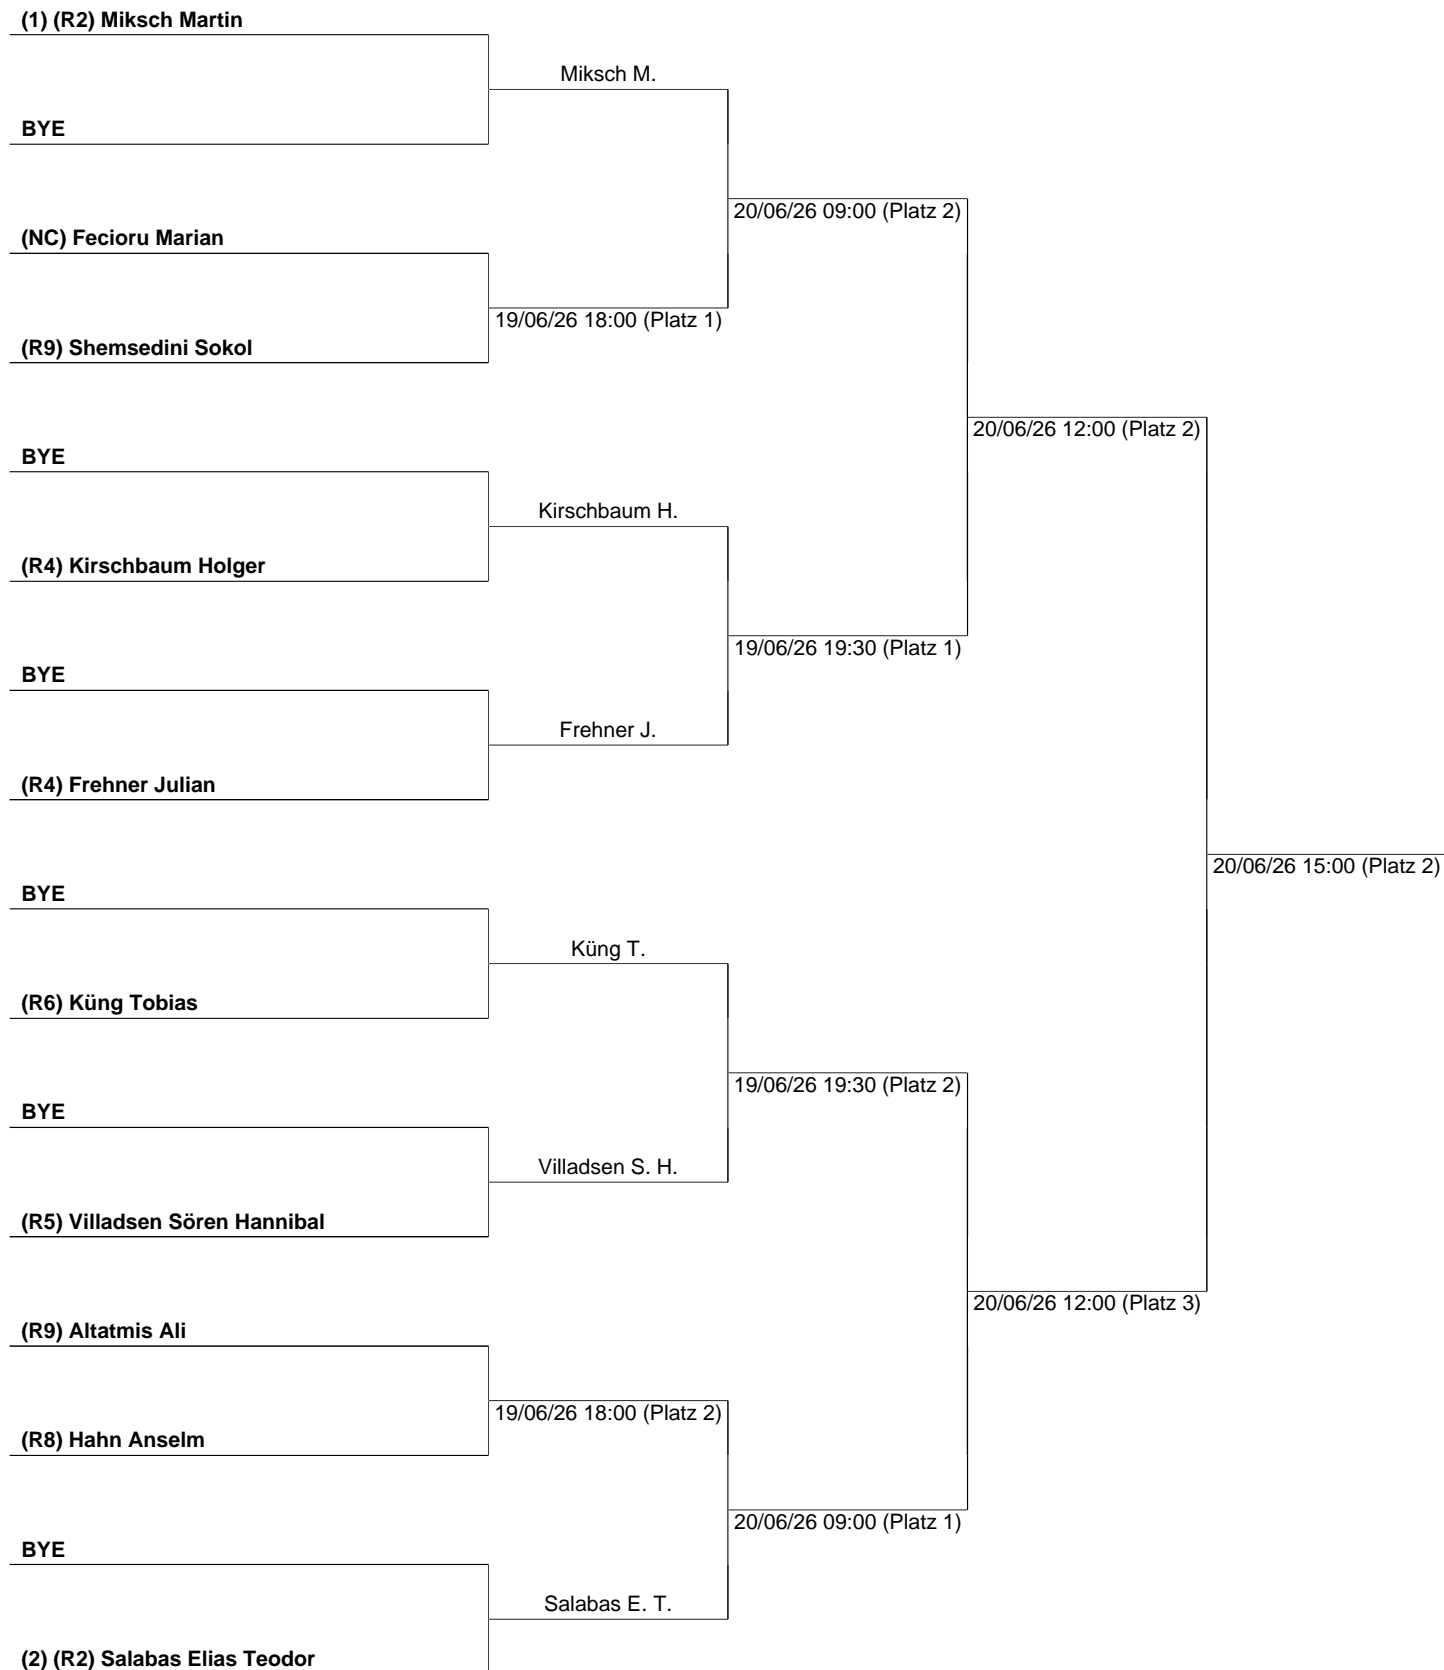 (1) (R2) Miksch Martin
Miksch M.
BYE
20/06/26 09:00 (Platz 2)
(NC) Fecioru Marian
19/06/26 18:00 (Platz 1)
(R9) Shemsedini Sokol
20/06/26 12:00 (Platz 2)
BYE
Kirschbaum H.
(R4) Kirschbaum Holger
19/06/26 19:30 (Platz 1)
BYE
Frehner J.
(R4) Frehner Julian
20/06/26 15:00 (Platz 2)
BYE
Küng T.
(R6) Küng Tobias
19/06/26 19:30 (Platz 2)
BYE
Villadsen S. H.
(R5) Villadsen Sören Hannibal
20/06/26 12:00 (Platz 3)
(R9) Altatmis Ali
19/06/26 18:00 (Platz 2)
(R8) Hahn Anselm
20/06/26 09:00 (Platz 1)
BYE
Salabas E. T.
(2) (R2) Salabas Elias Teodor